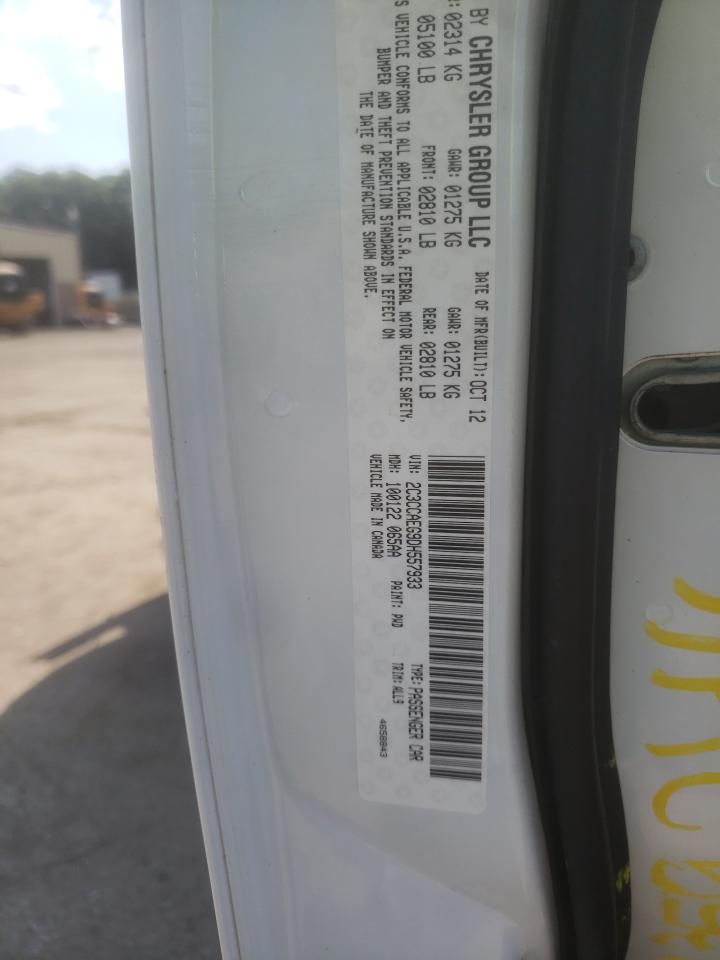 BY CHRYSLER GROUP LLC DATE OF MFR(BUILT): OCT 12
02314 KG GAWR: 01275 KG GAWR: 01275 KG
05100 LB FRONT: 02810 LB REAR: 02810 LB
VEHICLE CONFORMS TO ALL APPLICABLE U.S.A. FEDERAL MOTOR VEHICLE SAFETY,
BUMPER AND THEFT PREVENTION STANDARDS IN EFFECT ON
THE DATE OF MANUFACTURE SHOWN ABOVE.
VIN: 2C3CCAEG9DH557933 TYPE: PASSENGER CAR
MDH: 100122 065AA PAINT: PWD TRIM: ALL9
VEHICLE MADE IN CANADA
4658843